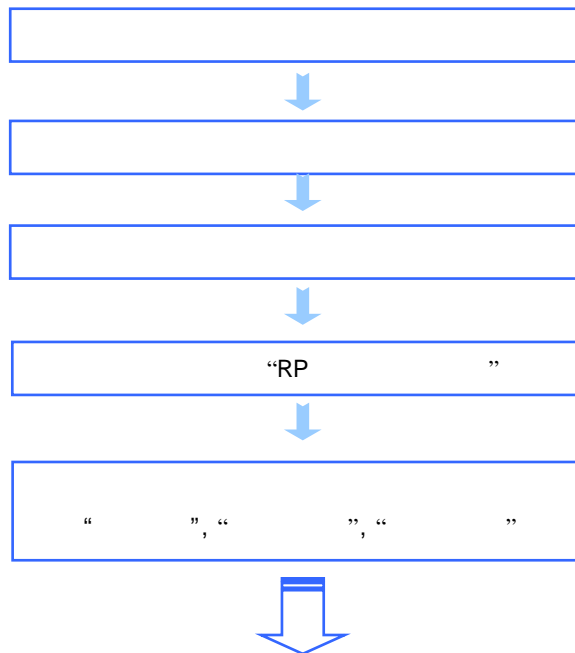 “RP ”
“ ”, “ ”, “ ”